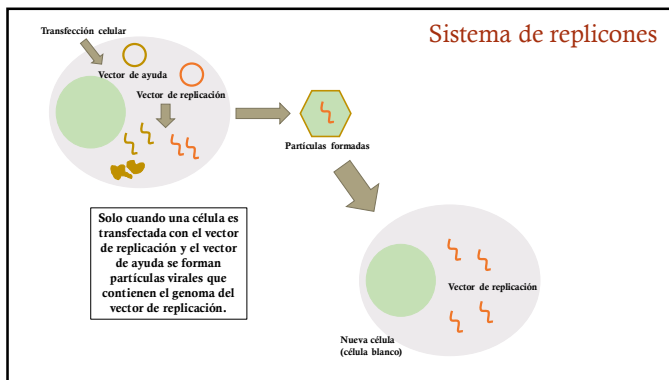 Sistema de replicones
Transfección celular
Vector de ayuda
Vector de replicación
Partículas formadas
Solo cuando una célula es
transfectada con el vector
de replicación y el vector
de ayuda se forman
partículas virales que
contienen el genoma del
vector de replicación.
Vector de replicación
Nueva célula
(célula blanco)